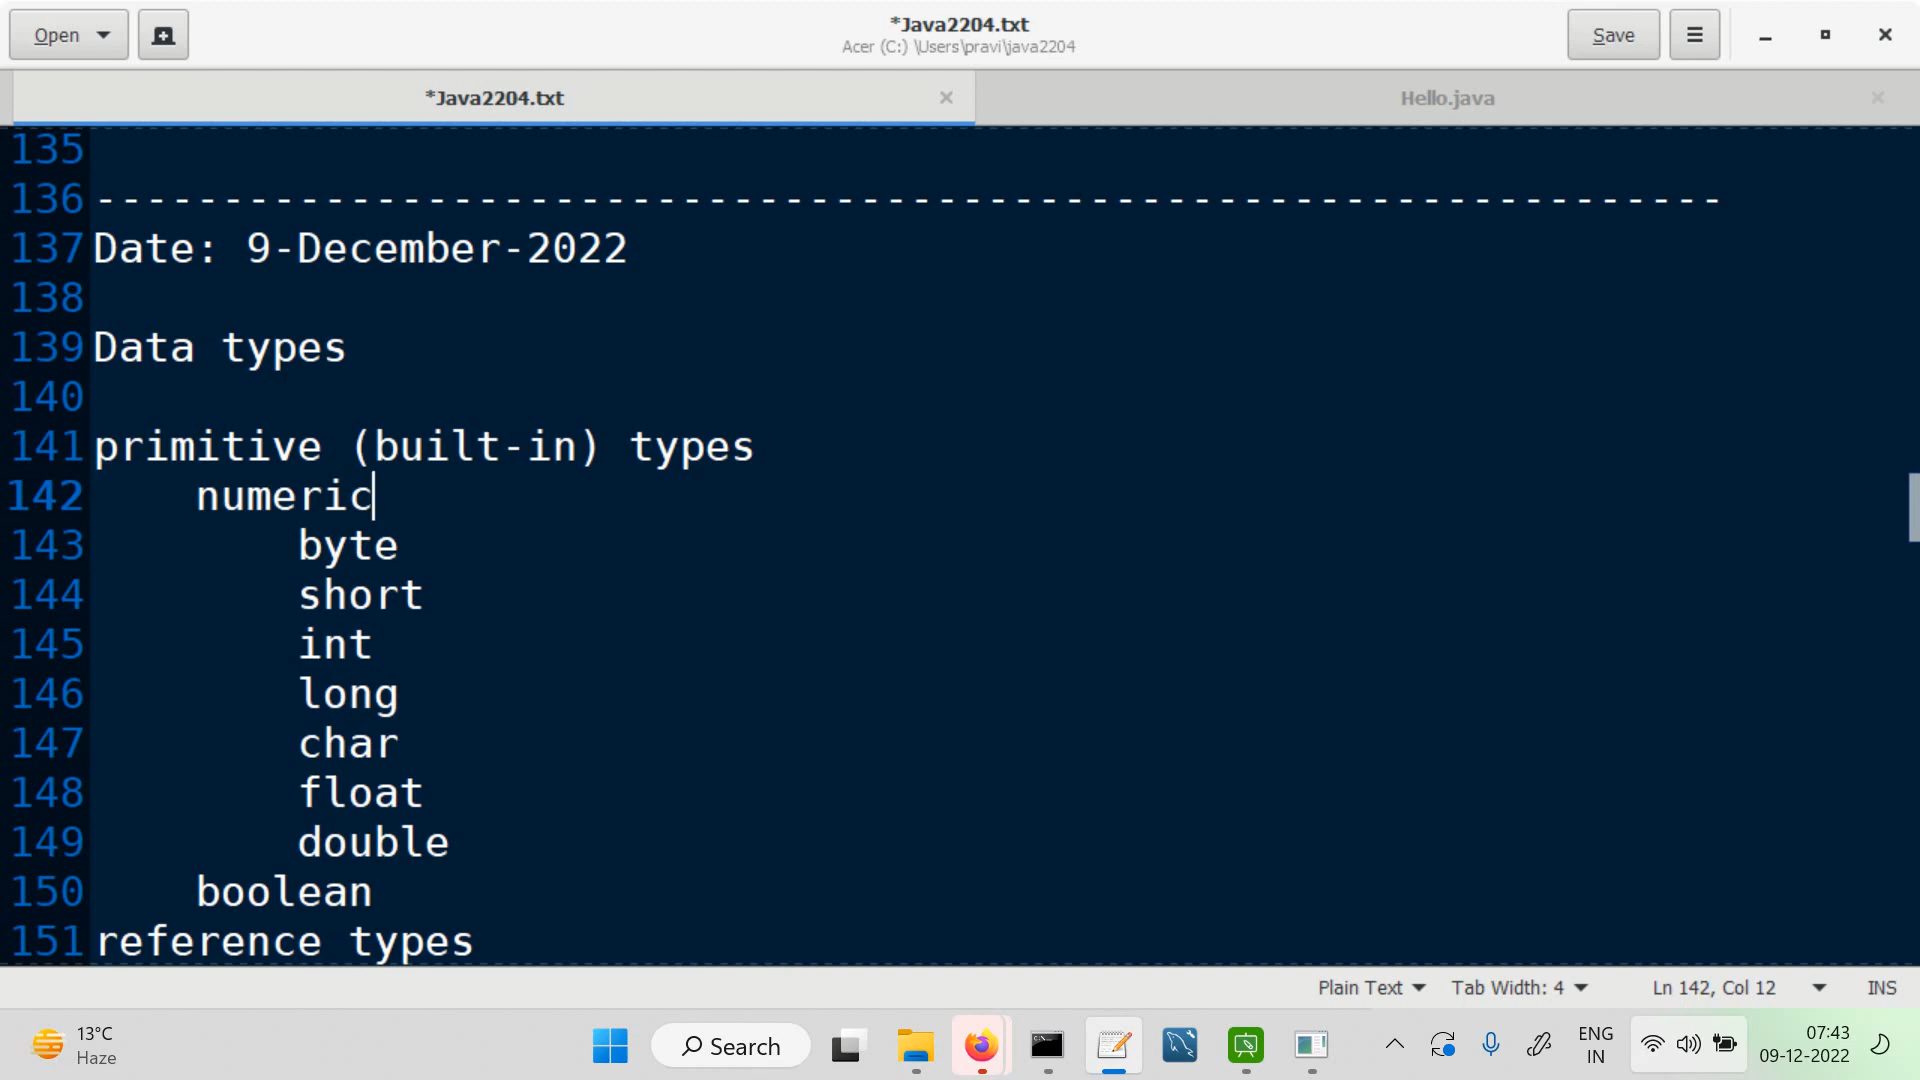 Open
*Java2204.txt
Acer (C:) \Users\pravi\java2204
Save
*Java2204.txt
Hello.java
135
136 ----------------------------------------------------------------
137 Date: 9-December-2022
138
139 Data types
140
141 primitive (built-in) types
142     numeric
143         byte
144         short
145         int
146         long
147         char
148         float
149         double
150     boolean
151 reference types
Plain Text Tab Width: 4 Ln 142, Col 12 INS
13°C
Haze
Search
ENG
IN
07:43
09-12-2022